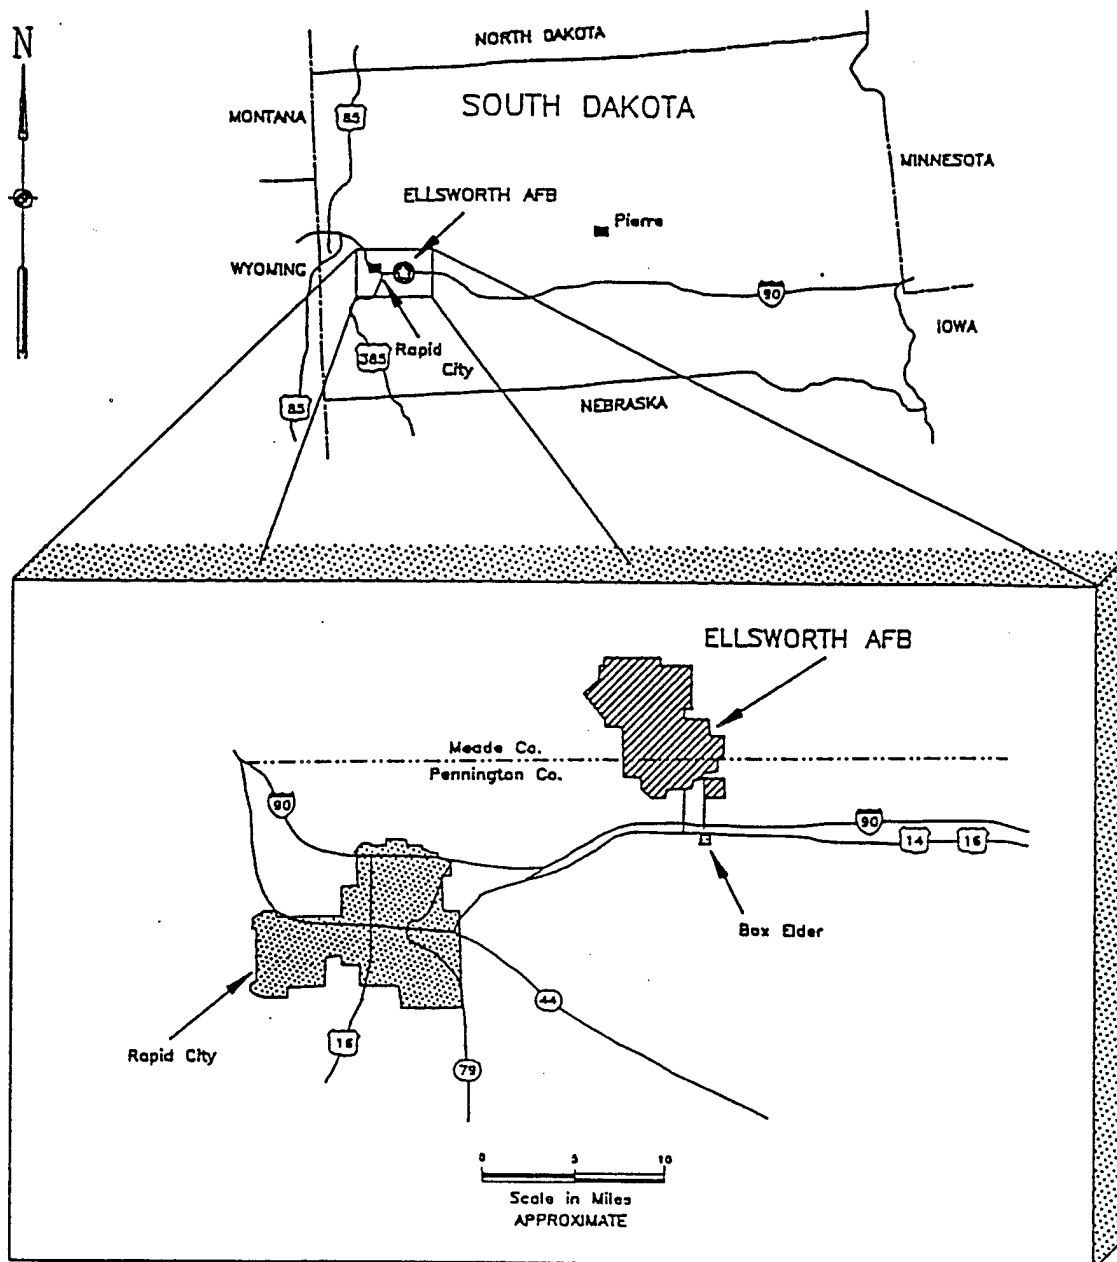 N
NORTH DAKOTA
SOUTH DAKOTA
MONTANA
85
MINNESOTA
ELLSWORTH AFB
Pierre
WYOMING
90
IOWA
Rapid
City
385
85
NEBRASKA
ELLSWORTH AFB
Meade Co.
Pennington Co.
90
90
14
16
Box Elder
44
Rapid City
16
79
0 5 10
Scale in Miles
APPROXIMATE